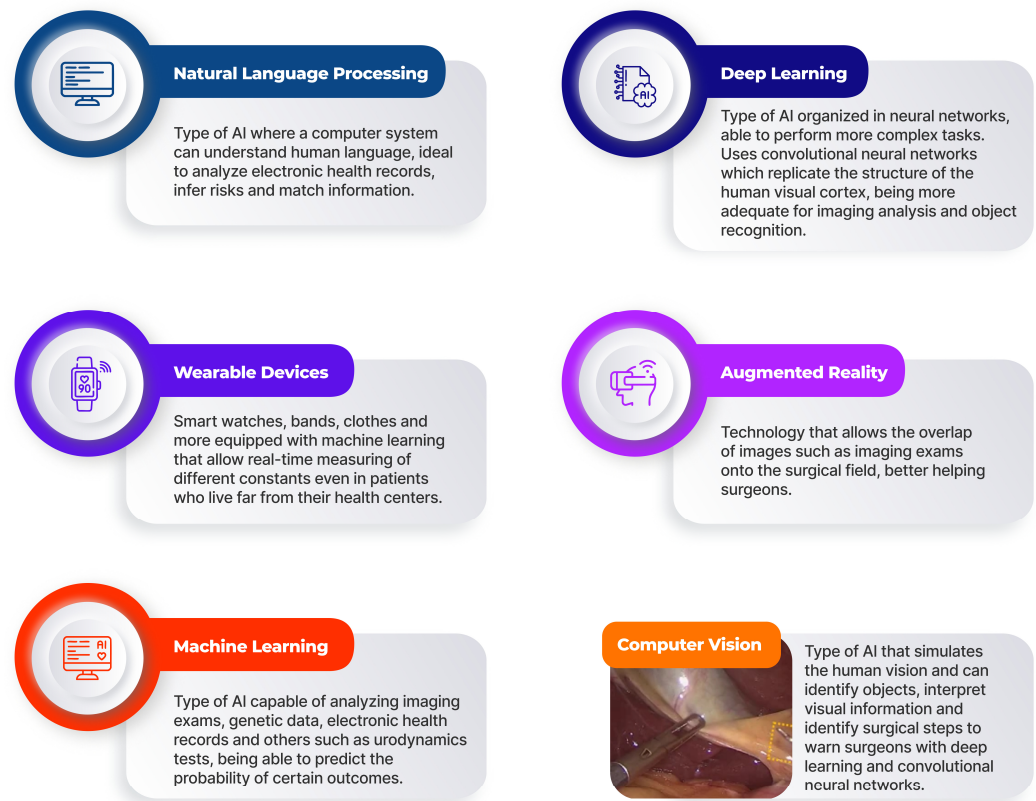 Natural Language Processing
Type of AI where a computer system
can understand human language, ideal
to analyze electronic health records,
infer risks and match information.
Deep Learning
AI
Type of AI organized in neural networks,
able to perform more complex tasks.
Uses convolutional neural networks
which replicate the structure of the
human visual cortex, being more
adequate for imaging analysis and object
recognition.
Wearable Devices
90
Smart watches, bands, clothes and
more equipped with machine learning
that allow real-time measuring of
different constants even in patients
who live far from their health centers.
Augmented Reality
Technology that allows the overlap
of images such as imaging exams
onto the surgical field, better helping
surgeons.
Machine Learning
AI
Type of AI capable of analyzing imaging
exams, genetic data, electronic health
records and others such as urodynamics
tests, being able to predict the
probability of certain outcomes.
Computer Vision
Type of AI that simulates
the human vision and can
identify objects, interpret
visual information and
identify surgical steps to
warn surgeons with deep
learning and convolutional
neural networks.